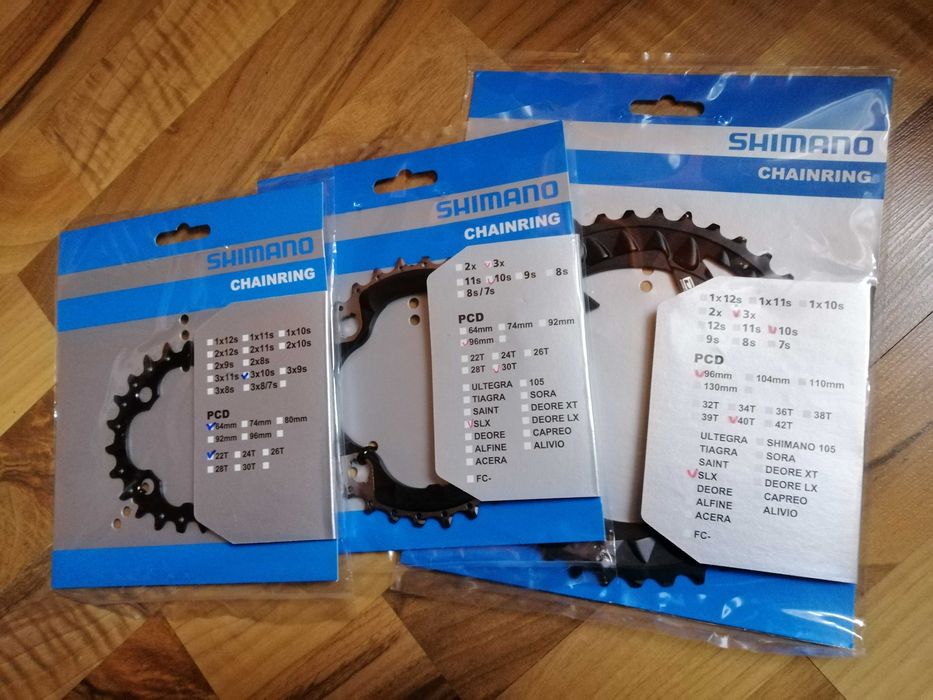 SHIMANO
CHAINRING
1x12s 1x11s 1x10s
2x12s 2x11s 2x10s
2x9s 2x8s
3x11s 3x10s 3x9s
3x8s 3x8/7s
PCD
64mm 74mm 80mm
92mm 96mm
22T 24T 26T
28T 30T
SHIMANO
CHAINRING
2x 3x
11s 10s 9s 8s
8s/7s
PCD
64mm 74mm 92mm
96mm
22T 24T 26T
28T 30T
ULTEGRA 105
TIAGRA SORA
SAINT DEORE XT
SLX DEORE LX
DEORE CAPREO
ALFINE ALIVIO
ACERA
FC-
SHIMANO
CHAINRING
1x12s 1x11s 1x10s
2x 3x
12s 11s 10s
9s 8s 7s
PCD
96mm 104mm 110mm
130mm
32T 34T 36T 38T
39T 40T 42T
ULTEGRA SHIMANO 105
TIAGRA SORA
SAINT DEORE XT
SLX DEORE LX
DEORE CAPREO
ALFINE ALIVIO
ACERA
FC-